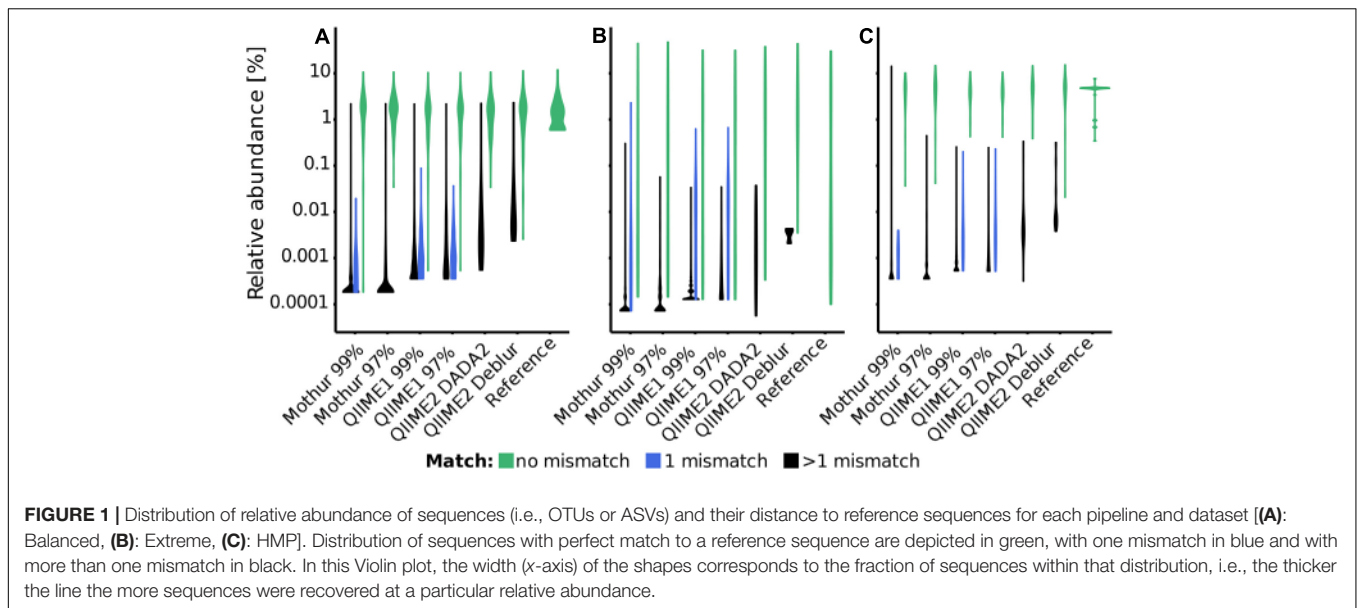 A
B
C
Relative abundance [%]
10
1
0.1
0.01
0.001
0.0001
Mothur 99%
Mothur 97%
QIIME1 99%
QIIME1 97%
QIIME2 DADA2
QIIME2 Deblur
Reference
Mothur 99%
Mothur 97%
QIIME1 99%
QIIME1 97%
QIIME2 DADA2
QIIME2 Deblur
Reference
Mothur 99%
Mothur 97%
QIIME1 99%
QIIME1 97%
QIIME2 DADA2
QIIME2 Deblur
Reference
Match: no mismatch 1 mismatch >1 mismatch
FIGURE 1 | Distribution of relative abundance of sequences (i.e., OTUs or ASVs) and their distance to reference sequences for each pipeline and dataset [(A):
Balanced, (B): Extreme, (C): HMP]. Distribution of sequences with perfect match to a reference sequence are depicted in green, with one mismatch in blue and with
more than one mismatch in black. In this Violin plot, the width (x-axis) of the shapes corresponds to the fraction of sequences within that distribution, i.e., the thicker
the line the more sequences were recovered at a particular relative abundance.